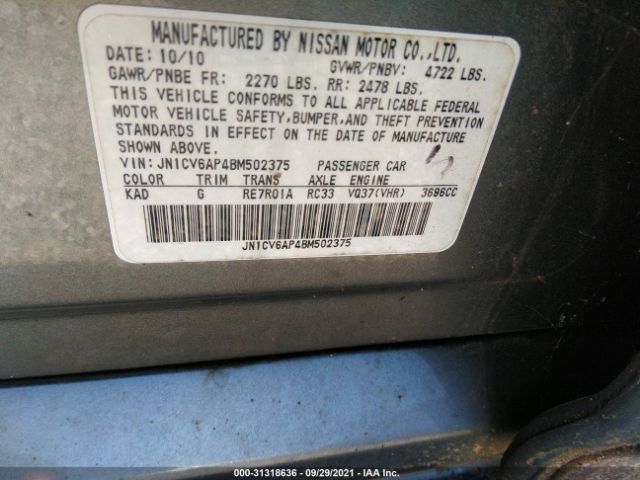 MANUFACTURED BY NISSAN MOTOR CO.,LTD.
DATE: 10/10 GVWR/PNBV: 4722 LBS.
GAWR/PNBE FR: 2270 LBS. RR: 2478 LBS.
THIS VEHICLE CONFORMS TO ALL APPLICABLE FEDERAL
MOTOR VEHICLE SAFETY,BUMPER,AND THEFT PREVENTION
STANDARDS IN EFFECT ON THE DATE OF MANUFACTURE
SHOWN ABOVE.
VIN: JN1CV6AP4BM502375 PASSENGER CAR
COLOR TRIM TRANS AXLE ENGINE
KAD G RE7R01A RC33 VQ37(VHR) 3696CC
JN1CV6AP4BM502375
000-31318636 - 09/29/2021 - IAA Inc.